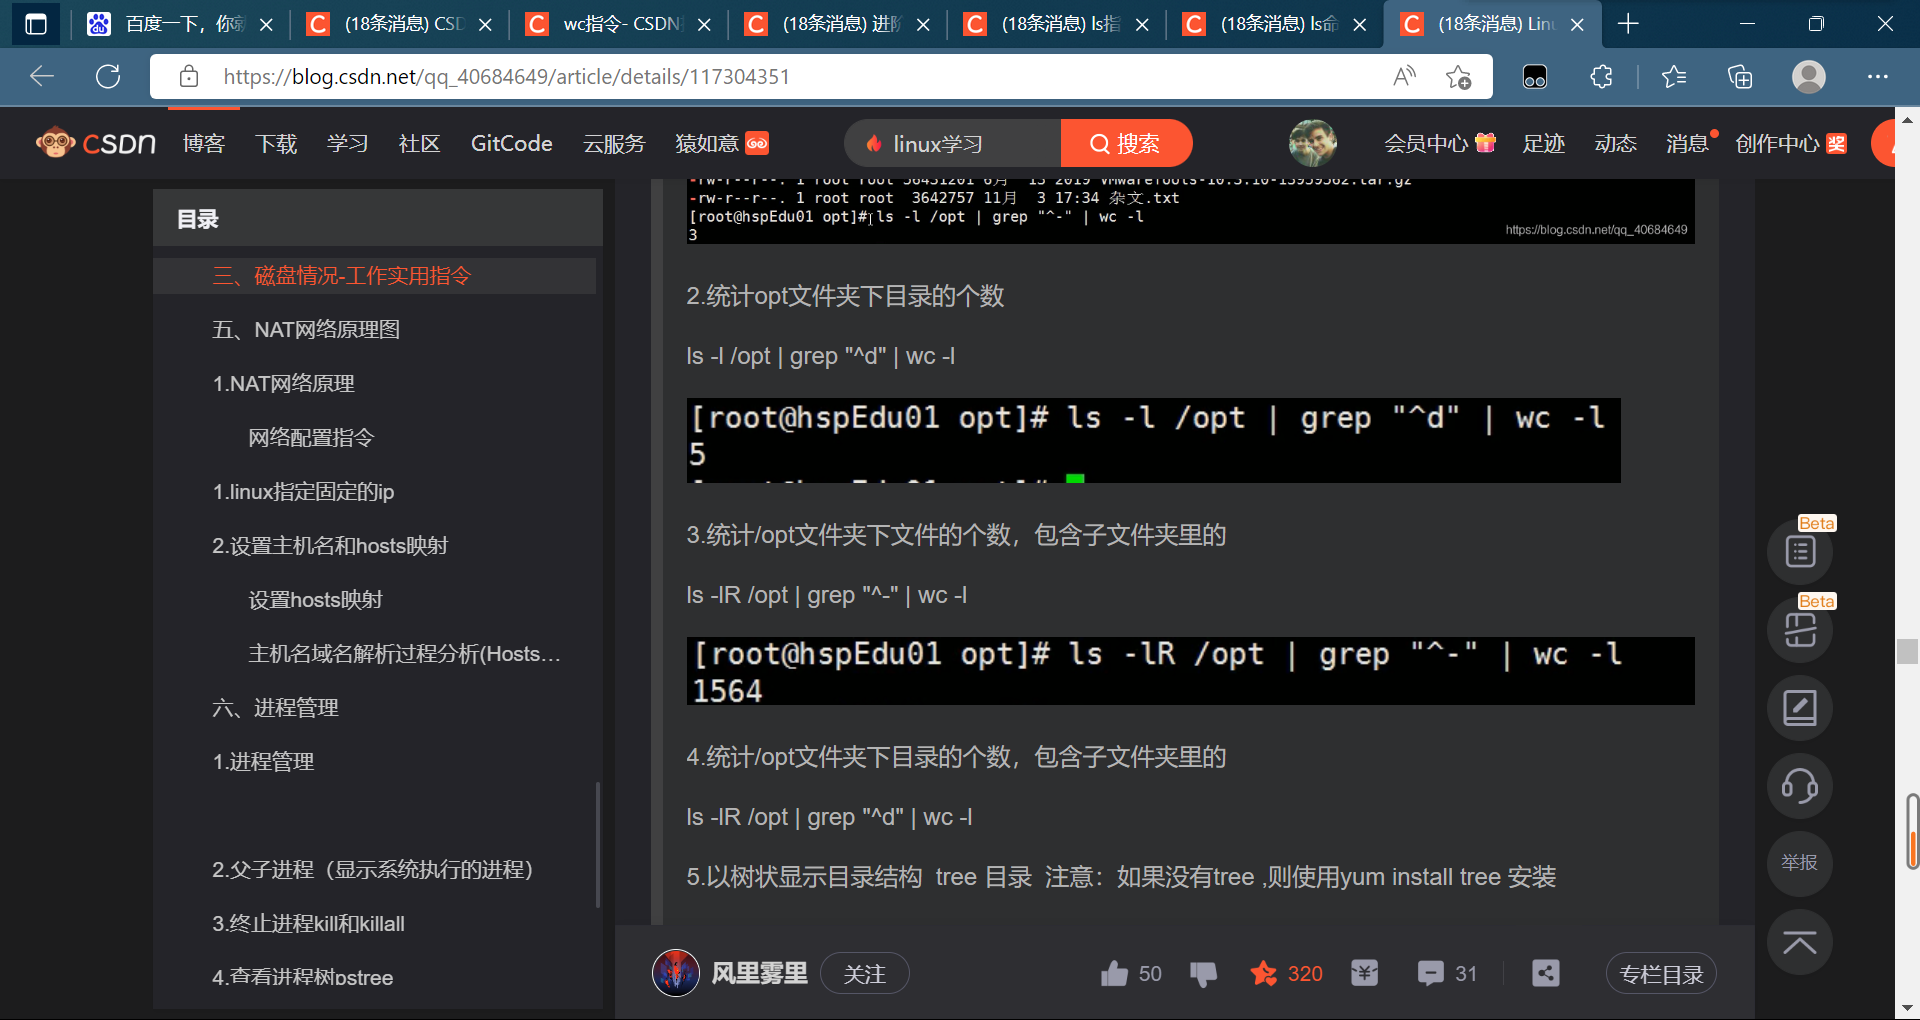 百度一下，你就
(18条消息) CSD
wc指令- CSDN
(18条消息) 进阶
(18条消息) ls指
(18条消息) ls命
(18条消息) Lin
https://blog.csdn.net/qq_40684649/article/details/117304351
CSDN 博客 下载 学习 社区 GitCode 云服务 猿如意 linux学习 搜索 会员中心 足迹 动态 消息 创作中心 奖
目录
三、磁盘情况-工作实用指令
五、NAT网络原理图
1.NAT网络原理
网络配置指令
1.linux指定固定的ip
2.设置主机名和hosts映射
设置hosts映射
主机名域名解析过程分析(Hosts...
六、进程管理
1.进程管理
2.父子进程（显示系统执行的进程）
3.终止进程kill和killall
4.查看进程树pstree
-rw-r--r--. 1 root root 56431201 6月 13 2019 VMwareTools-10.3.10-13959562.tar.gz
-rw-r--r--. 1 root root 3642757 11月 3 17:34 杂文.txt
[root@hspEdu01 opt]# ls -l /opt | grep "^-" | wc -l
3
https://blog.csdn.net/qq_40684649
2.统计opt文件夹下目录的个数
ls -l /opt | grep "^d" | wc -l
[root@hspEdu01 opt]# ls -l /opt | grep "^d" | wc -l
5
3.统计/opt文件夹下文件的个数，包含子文件夹里的
ls -lR /opt | grep "^-" | wc -l
[root@hspEdu01 opt]# ls -lR /opt | grep "^-" | wc -l
1564
4.统计/opt文件夹下目录的个数，包含子文件夹里的
ls -lR /opt | grep "^d" | wc -l
5.以树状显示目录结构 tree 目录 注意：如果没有tree ,则使用yum install tree 安装
风里雾里 关注 50 320 31 专栏目录
Beta
Beta
举报